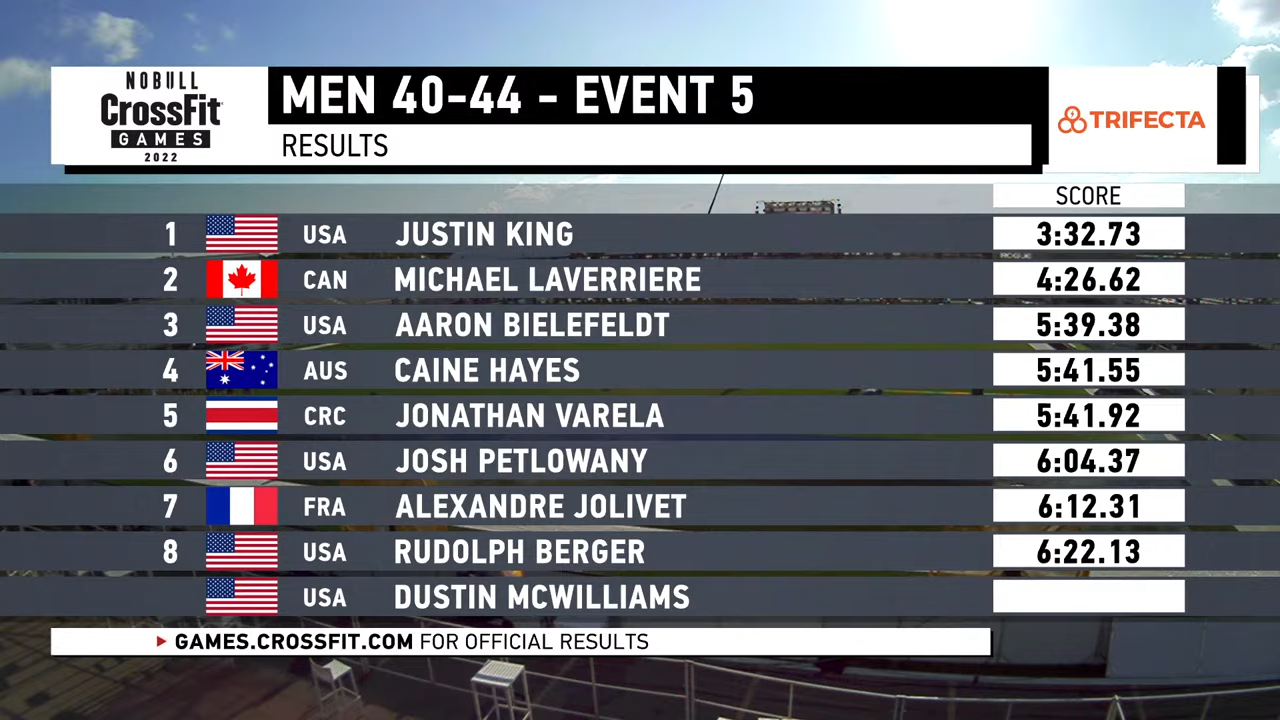 NOBULL
CrossFit
GAMES
2022
MEN 40-44 - EVENT 5
RESULTS
TRIFECTA
SCORE
1 USA JUSTIN KING 3:32.73
2 CAN MICHAEL LAVERRIERE 4:26.62
3 USA AARON BIELEFELDT 5:39.38
4 AUS CAINE HAYES 5:41.55
5 CRC JONATHAN VARELA 5:41.92
6 USA JOSH PETLOWANY 6:04.37
7 FRA ALEXANDRE JOLIVET 6:12.31
8 USA RUDOLPH BERGER 6:22.13
USA DUSTIN MCWILLIAMS
GAMES.CROSSFIT.COM FOR OFFICIAL RESULTS
ROGUE